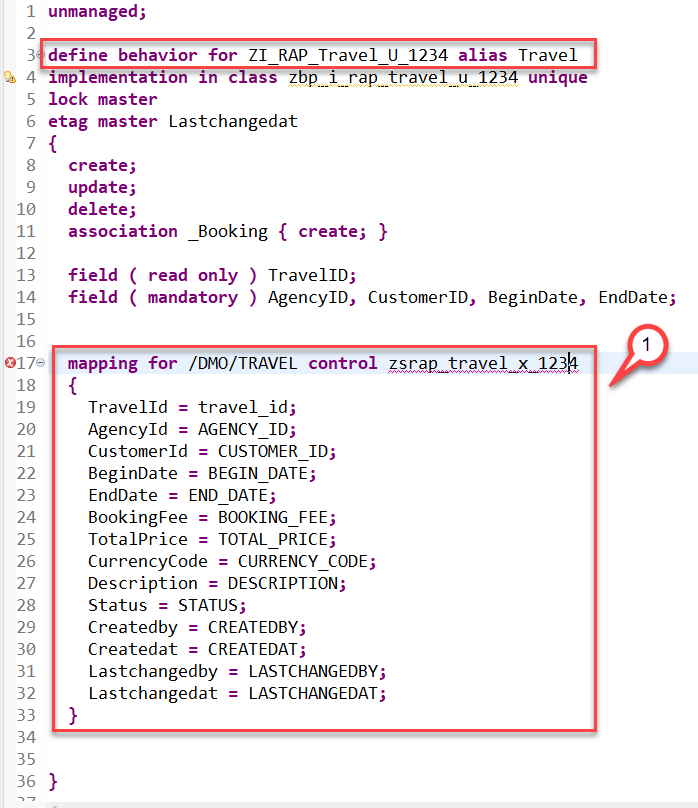 1 unmanaged;
2
3 define behavior for ZI_RAP_Travel_U_1234 alias Travel
4 implementation in class zbp_i_rap_travel_u_1234 unique
5 lock master
6 etag master Lastchangedat
7 {
8 create;
9 update;
10 delete;
11 association _Booking { create; }
12
13 field ( read only ) TravelID;
14 field ( mandatory ) AgencyID, CustomerID, BeginDate, EndDate;
15
16
1
17 mapping for /DMO/TRAVEL control zsrap_travel_x_1234
18 {
19 TravelId = travel_id;
20 AgencyId = AGENCY_ID;
21 CustomerId = CUSTOMER_ID;
22 BeginDate = BEGIN_DATE;
23 EndDate = END_DATE;
24 BookingFee = BOOKING_FEE;
25 TotalPrice = TOTAL_PRICE;
26 CurrencyCode = CURRENCY_CODE;
27 Description = DESCRIPTION;
28 Status = STATUS;
29 Createdby = CREATEDBY;
30 Createdat = CREATEDAT;
31 Lastchangedby = LASTCHANGEDBY;
32 Lastchangedat = LASTCHANGEDAT;
33 }
34
35
36 }
37